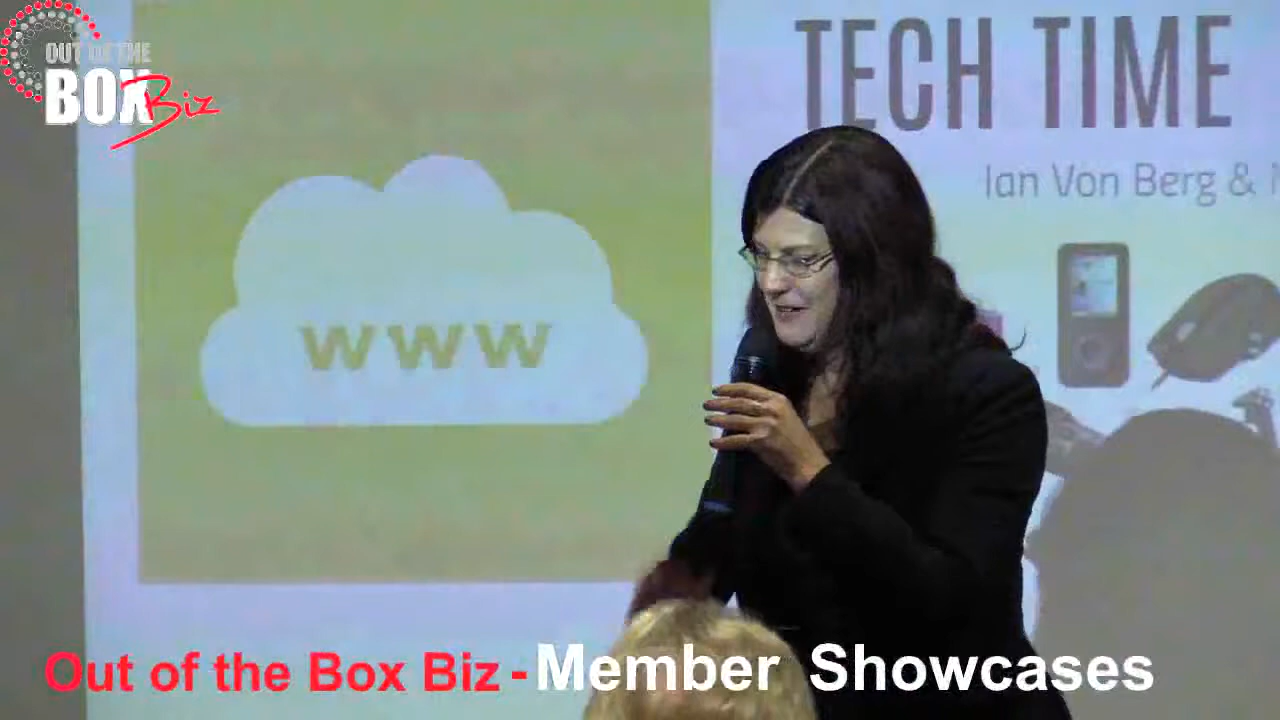 OUT OF THE
BOX Biz
TECH TIME
Ian Von Berg &
www
Out of the Box Biz - Member Showcases